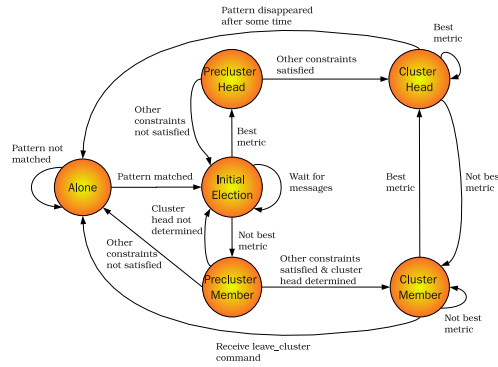 Pattern disappeared
after some time
Best
metric
Precluster
Head
Other constraints
satisfied
Cluster
Head
Other
constraints
not satisfied
Best
metric
Pattern not
matched
Alone
Pattern matched
Initial
Election
Wait for
messages
Best
metric
Not best
metric
Cluster
head not
determined
Not best
metric
Other
constraints
not satisfied
Precluster
Member
Other constraints
satisfied & cluster
head determined
Cluster
Member
Not best
metric
Receive leave_cluster
command